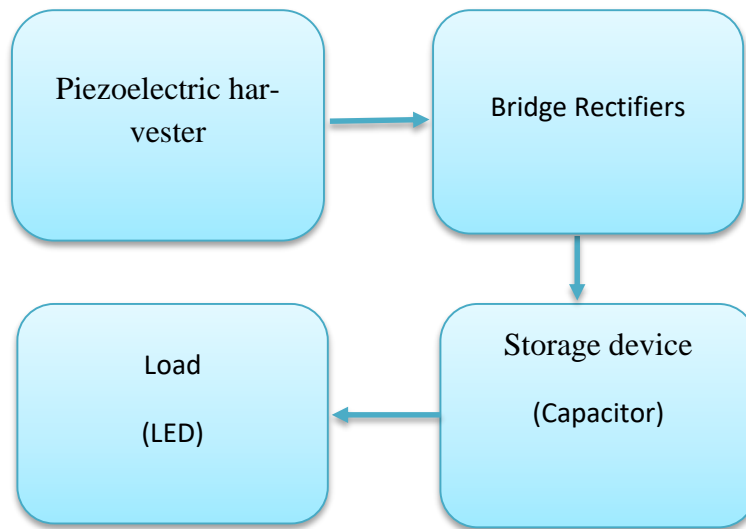 Piezoelectric har-
vester
Bridge Rectifiers
Storage device
(Capacitor)
Load
(LED)